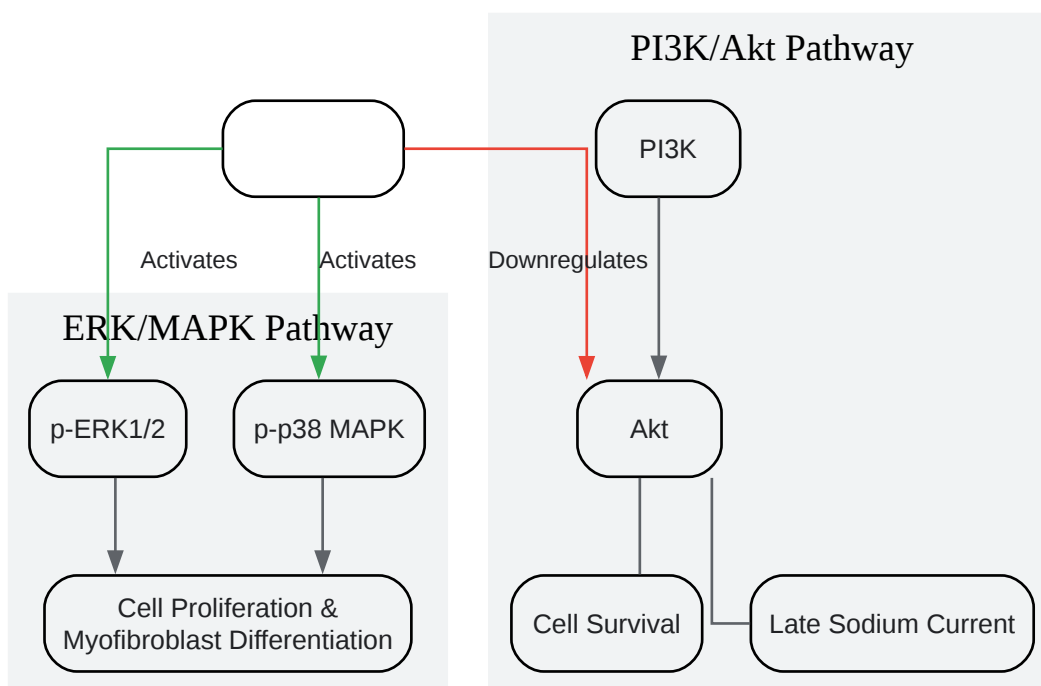 PI3K/Akt Pathway
PI3K
Activates
Activates
Downregulates
ERK/MAPK Pathway
p-ERK1/2
p-p38 MAPK
Akt
Cell Proliferation &
Myofibroblast Differentiation
Cell Survival
Late Sodium Current